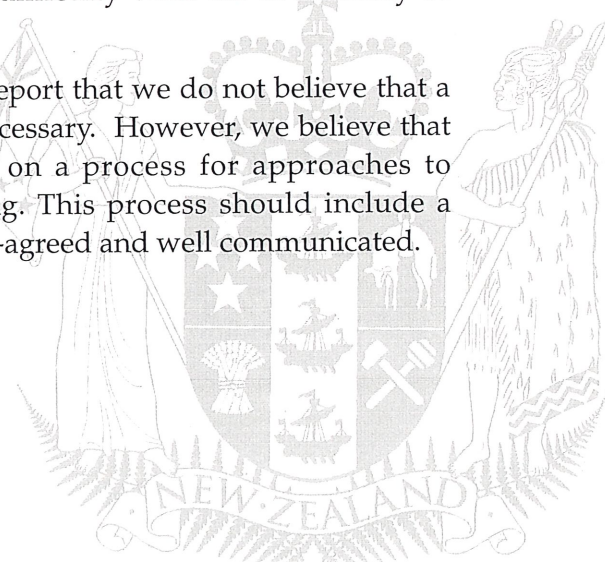 eport that we do not believe that a
cessary. However, we believe that
on a process for approaches to
g. This process should include a
-agreed and well communicated.
NEW·ZEALAND